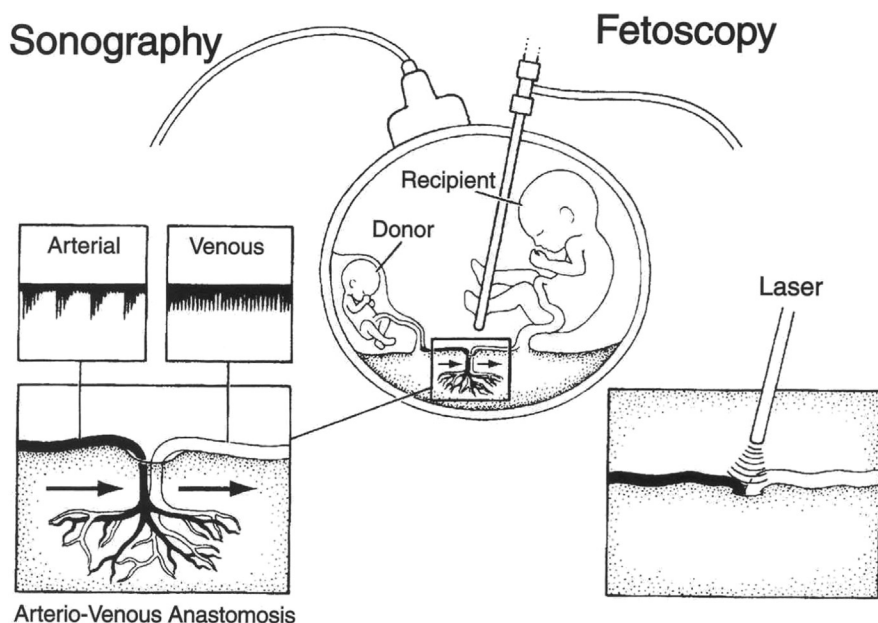 Sonography
Fetoscopy
Recipient
Donor
Arterial
Venous
Laser
Arterio-Venous Anastomosis